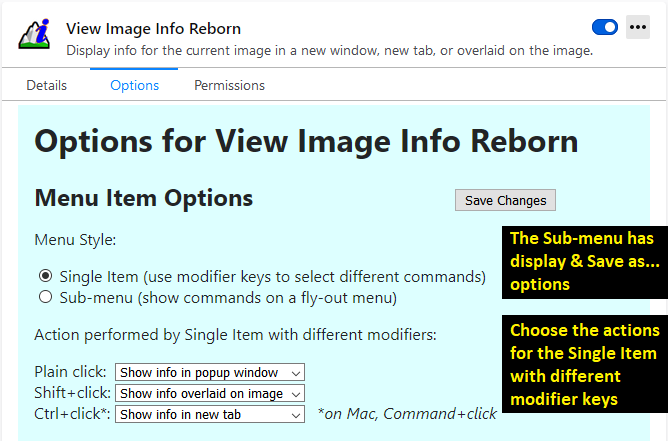 View Image Info Reborn
Display info for the current image in a new window, new tab, or overlaid on the image.
Details Options Permissions
Options for View Image Info Reborn
Menu Item Options
Save Changes
Menu Style:
Single Item (use modifier keys to select different commands)
Sub-menu (show commands on a fly-out menu)
The Sub-menu has
display & Save as...
options
Action performed by Single Item with different modifiers:
Plain click: Show info in popup window
Shift+click: Show info overlaid on image
Ctrl+click*: Show info in new tab *on Mac, Command+click
Choose the actions
for the Single Item
with different
modifier keys